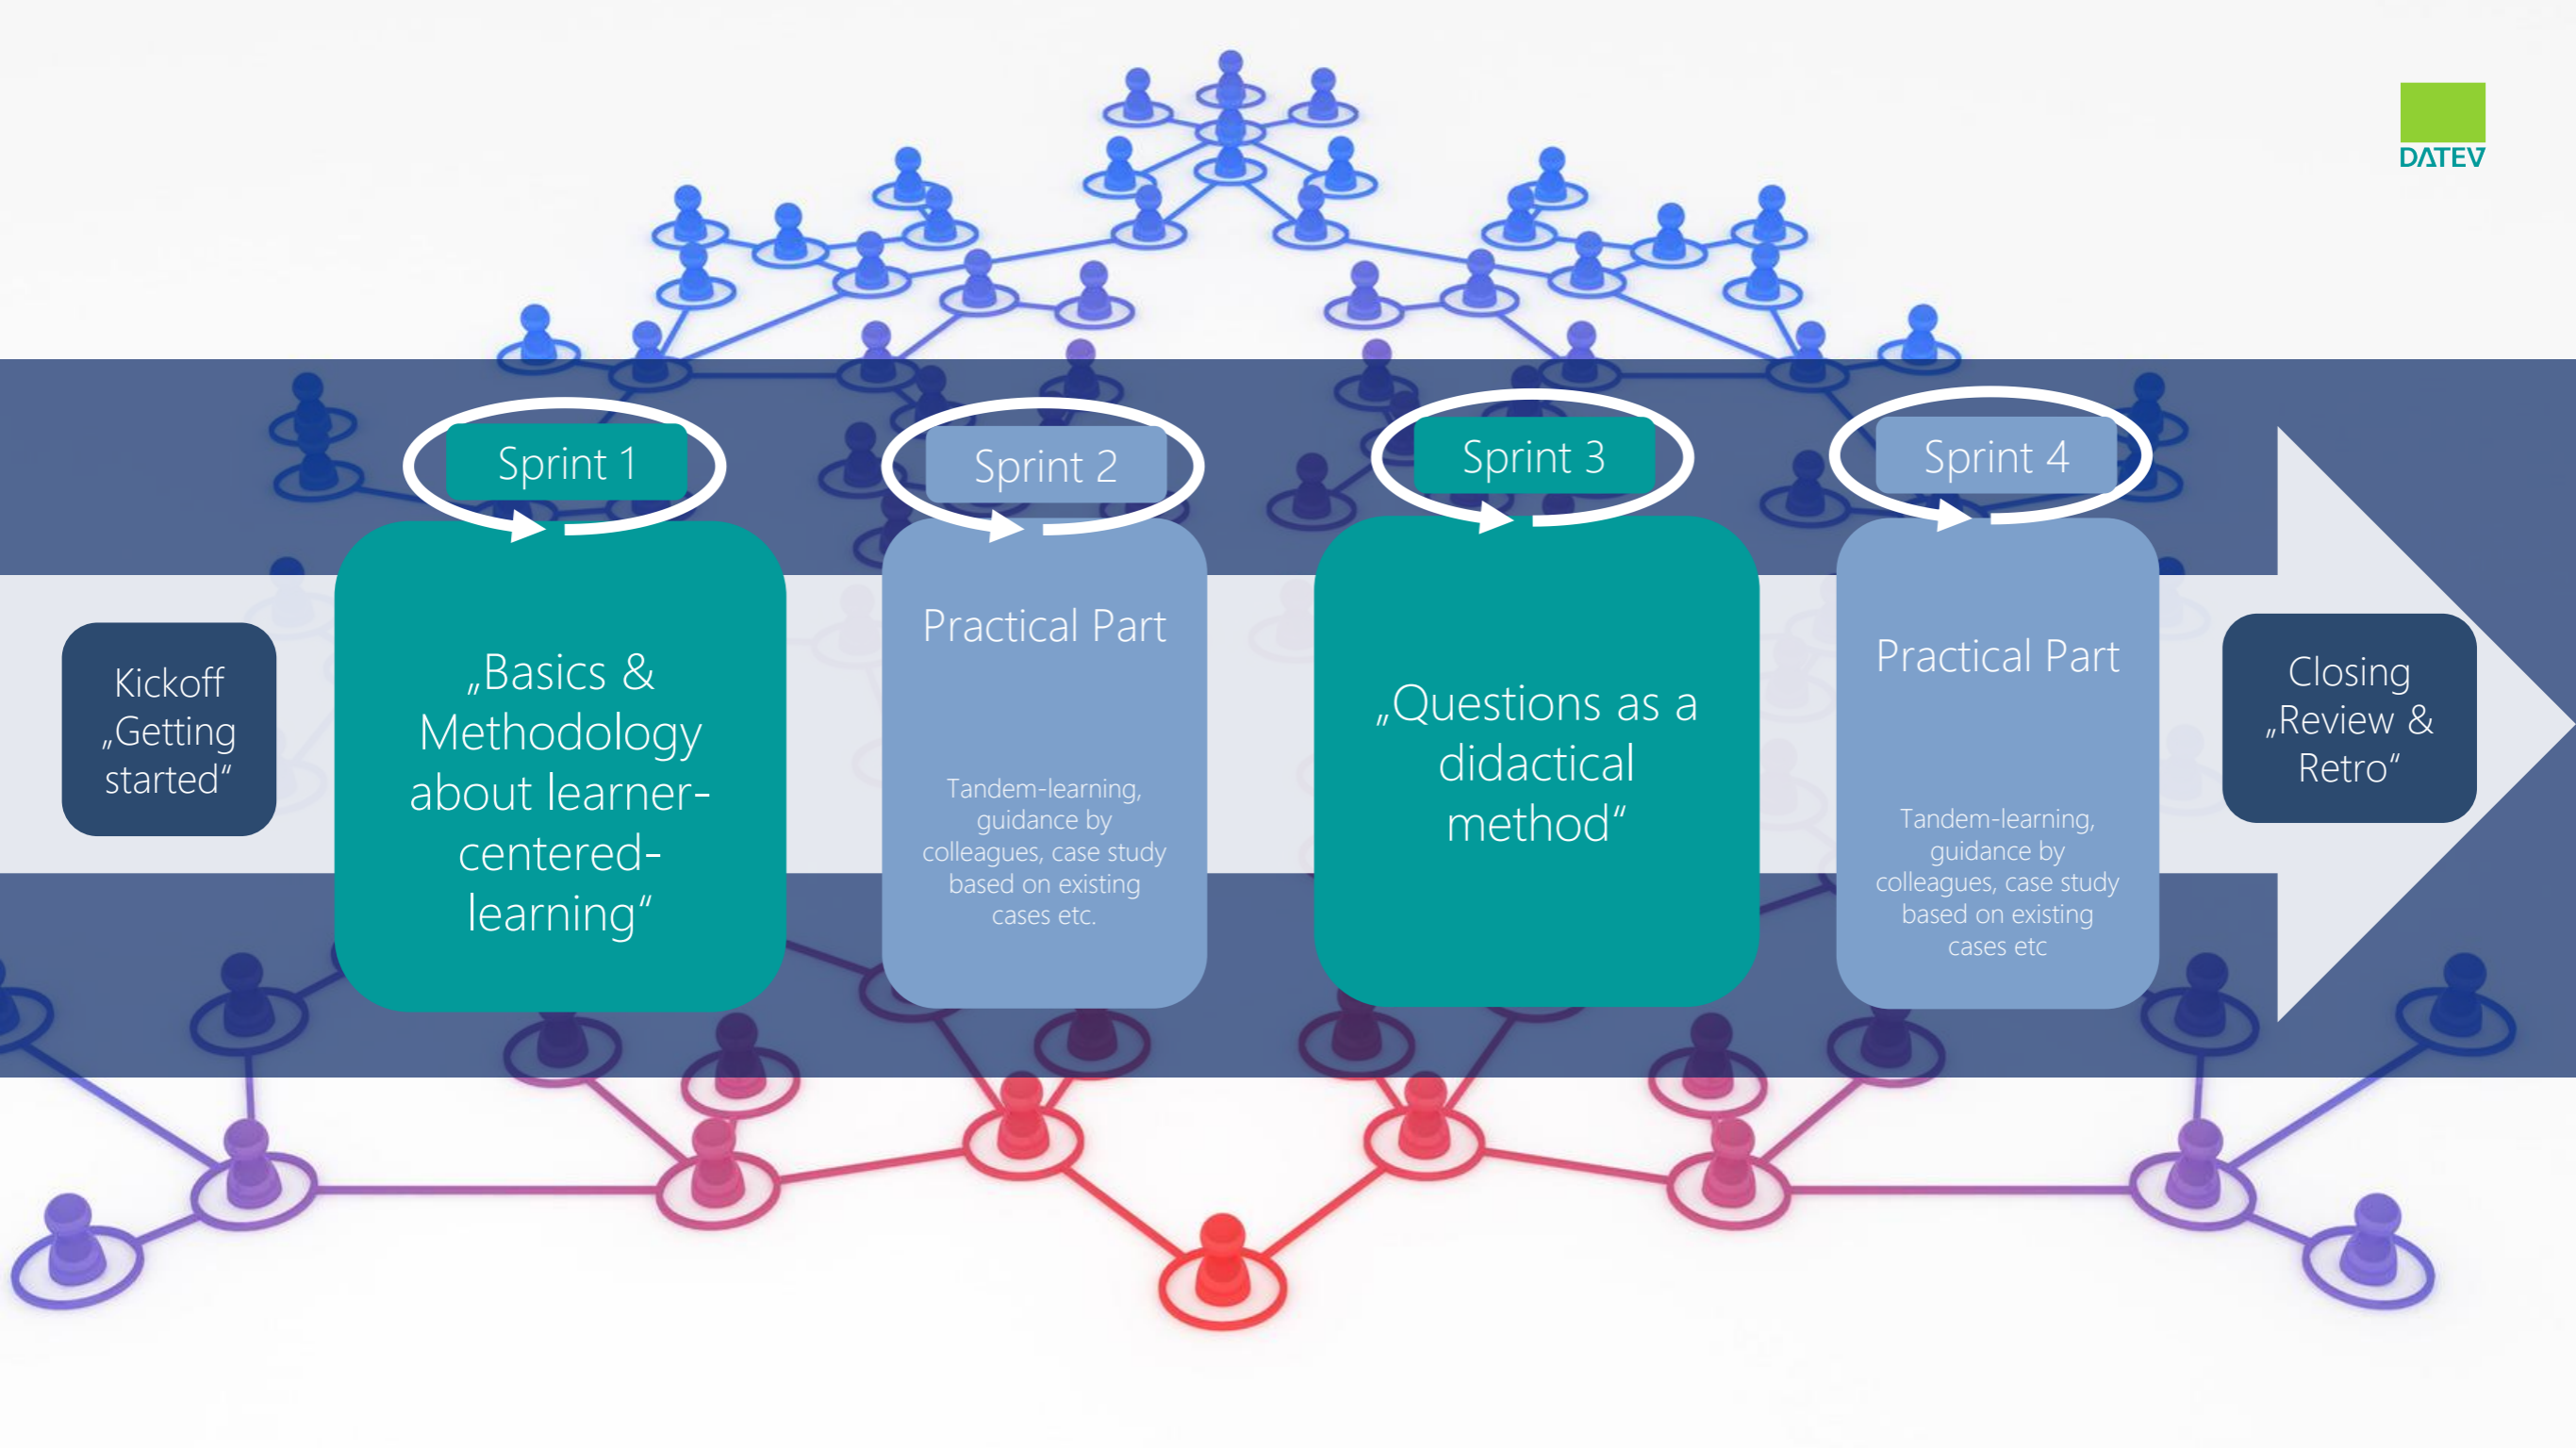 DATEV
Sprint 1
Sprint 2
Sprint 3
Sprint 4
Kickoff
„Getting
started“
„Basics &
Methodology
about learner-
centered-
learning“
Practical Part
Tandem-learning,
guidance by
colleagues, case study
based on existing
cases etc.
„Questions as a
didactical
method“
Practical Part
Tandem-learning,
guidance by
colleagues, case study
based on existing
cases etc
Closing
„Review &
Retro“